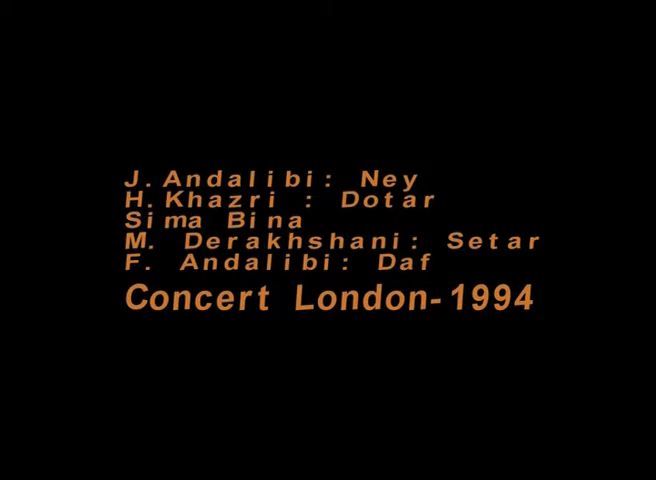 J. Andalibi: Ney
H. Khazri : Dotar
Sima Bina
M. Derakhshani: Setar
F. Andalibi: Daf
Concert London-1994